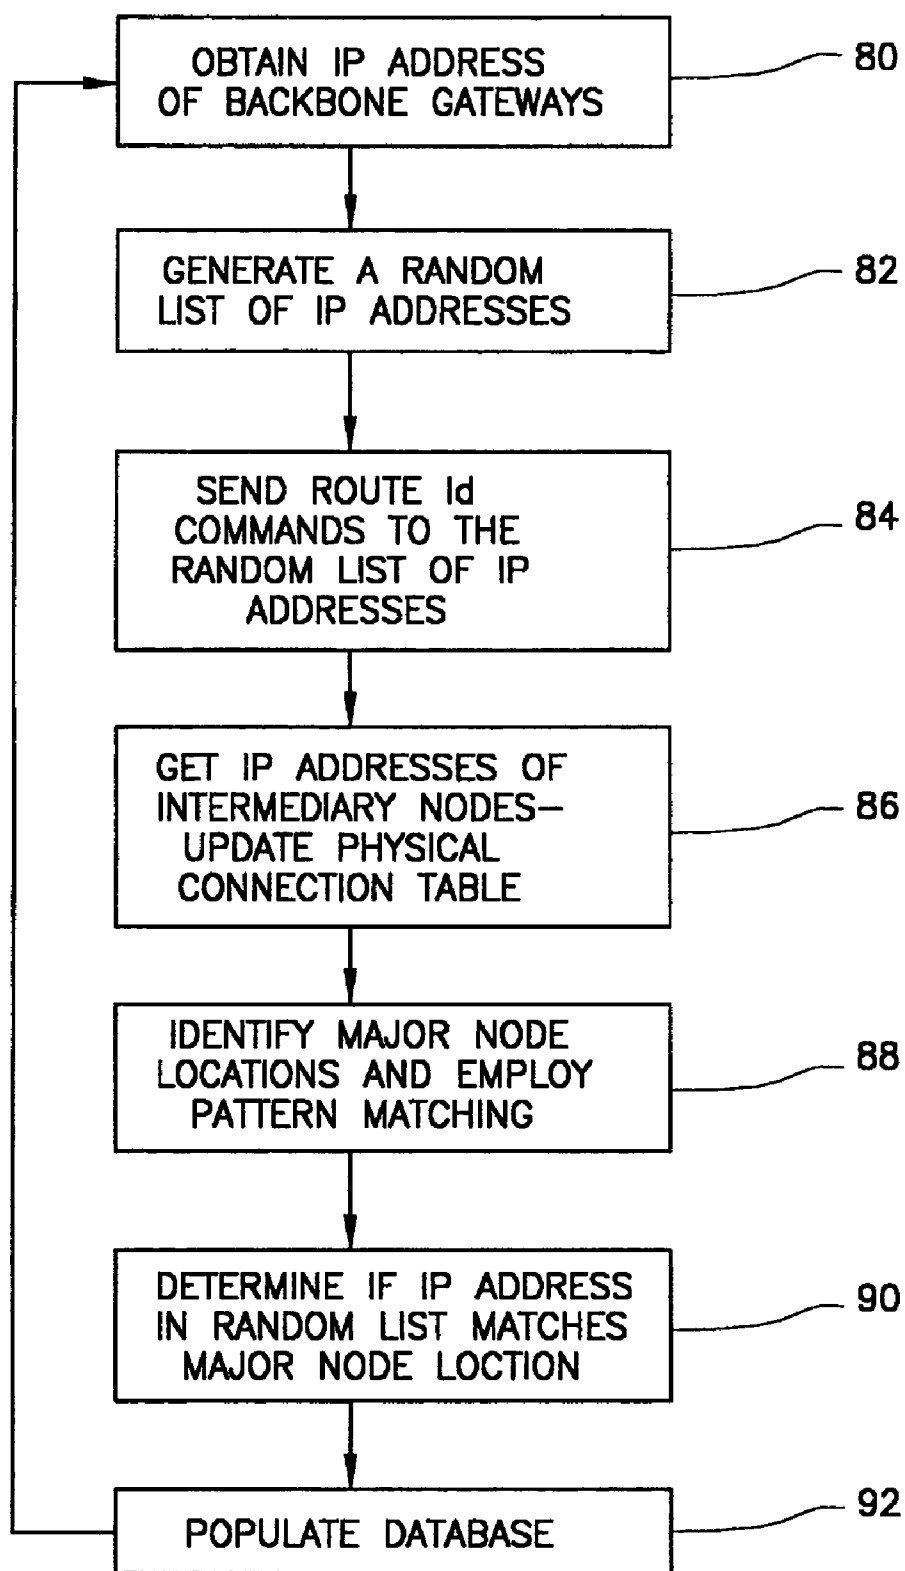 OBTAIN IP ADDRESS
OF BACKBONE GATEWAYS
80
GENERATE A RANDOM
LIST OF IP ADDRESSES
82
SEND ROUTE Id
COMMANDS TO THE
RANDOM LIST OF IP
ADDRESSES
84
GET IP ADDRESSES OF
INTERMEDIARY NODES–
UPDATE PHYSICAL
CONNECTION TABLE
86
IDENTIFY MAJOR NODE
LOCATIONS AND EMPLOY
PATTERN MATCHING
88
DETERMINE IF IP ADDRESS
IN RANDOM LIST MATCHES
MAJOR NODE LOCTION
90
POPULATE DATABASE
92